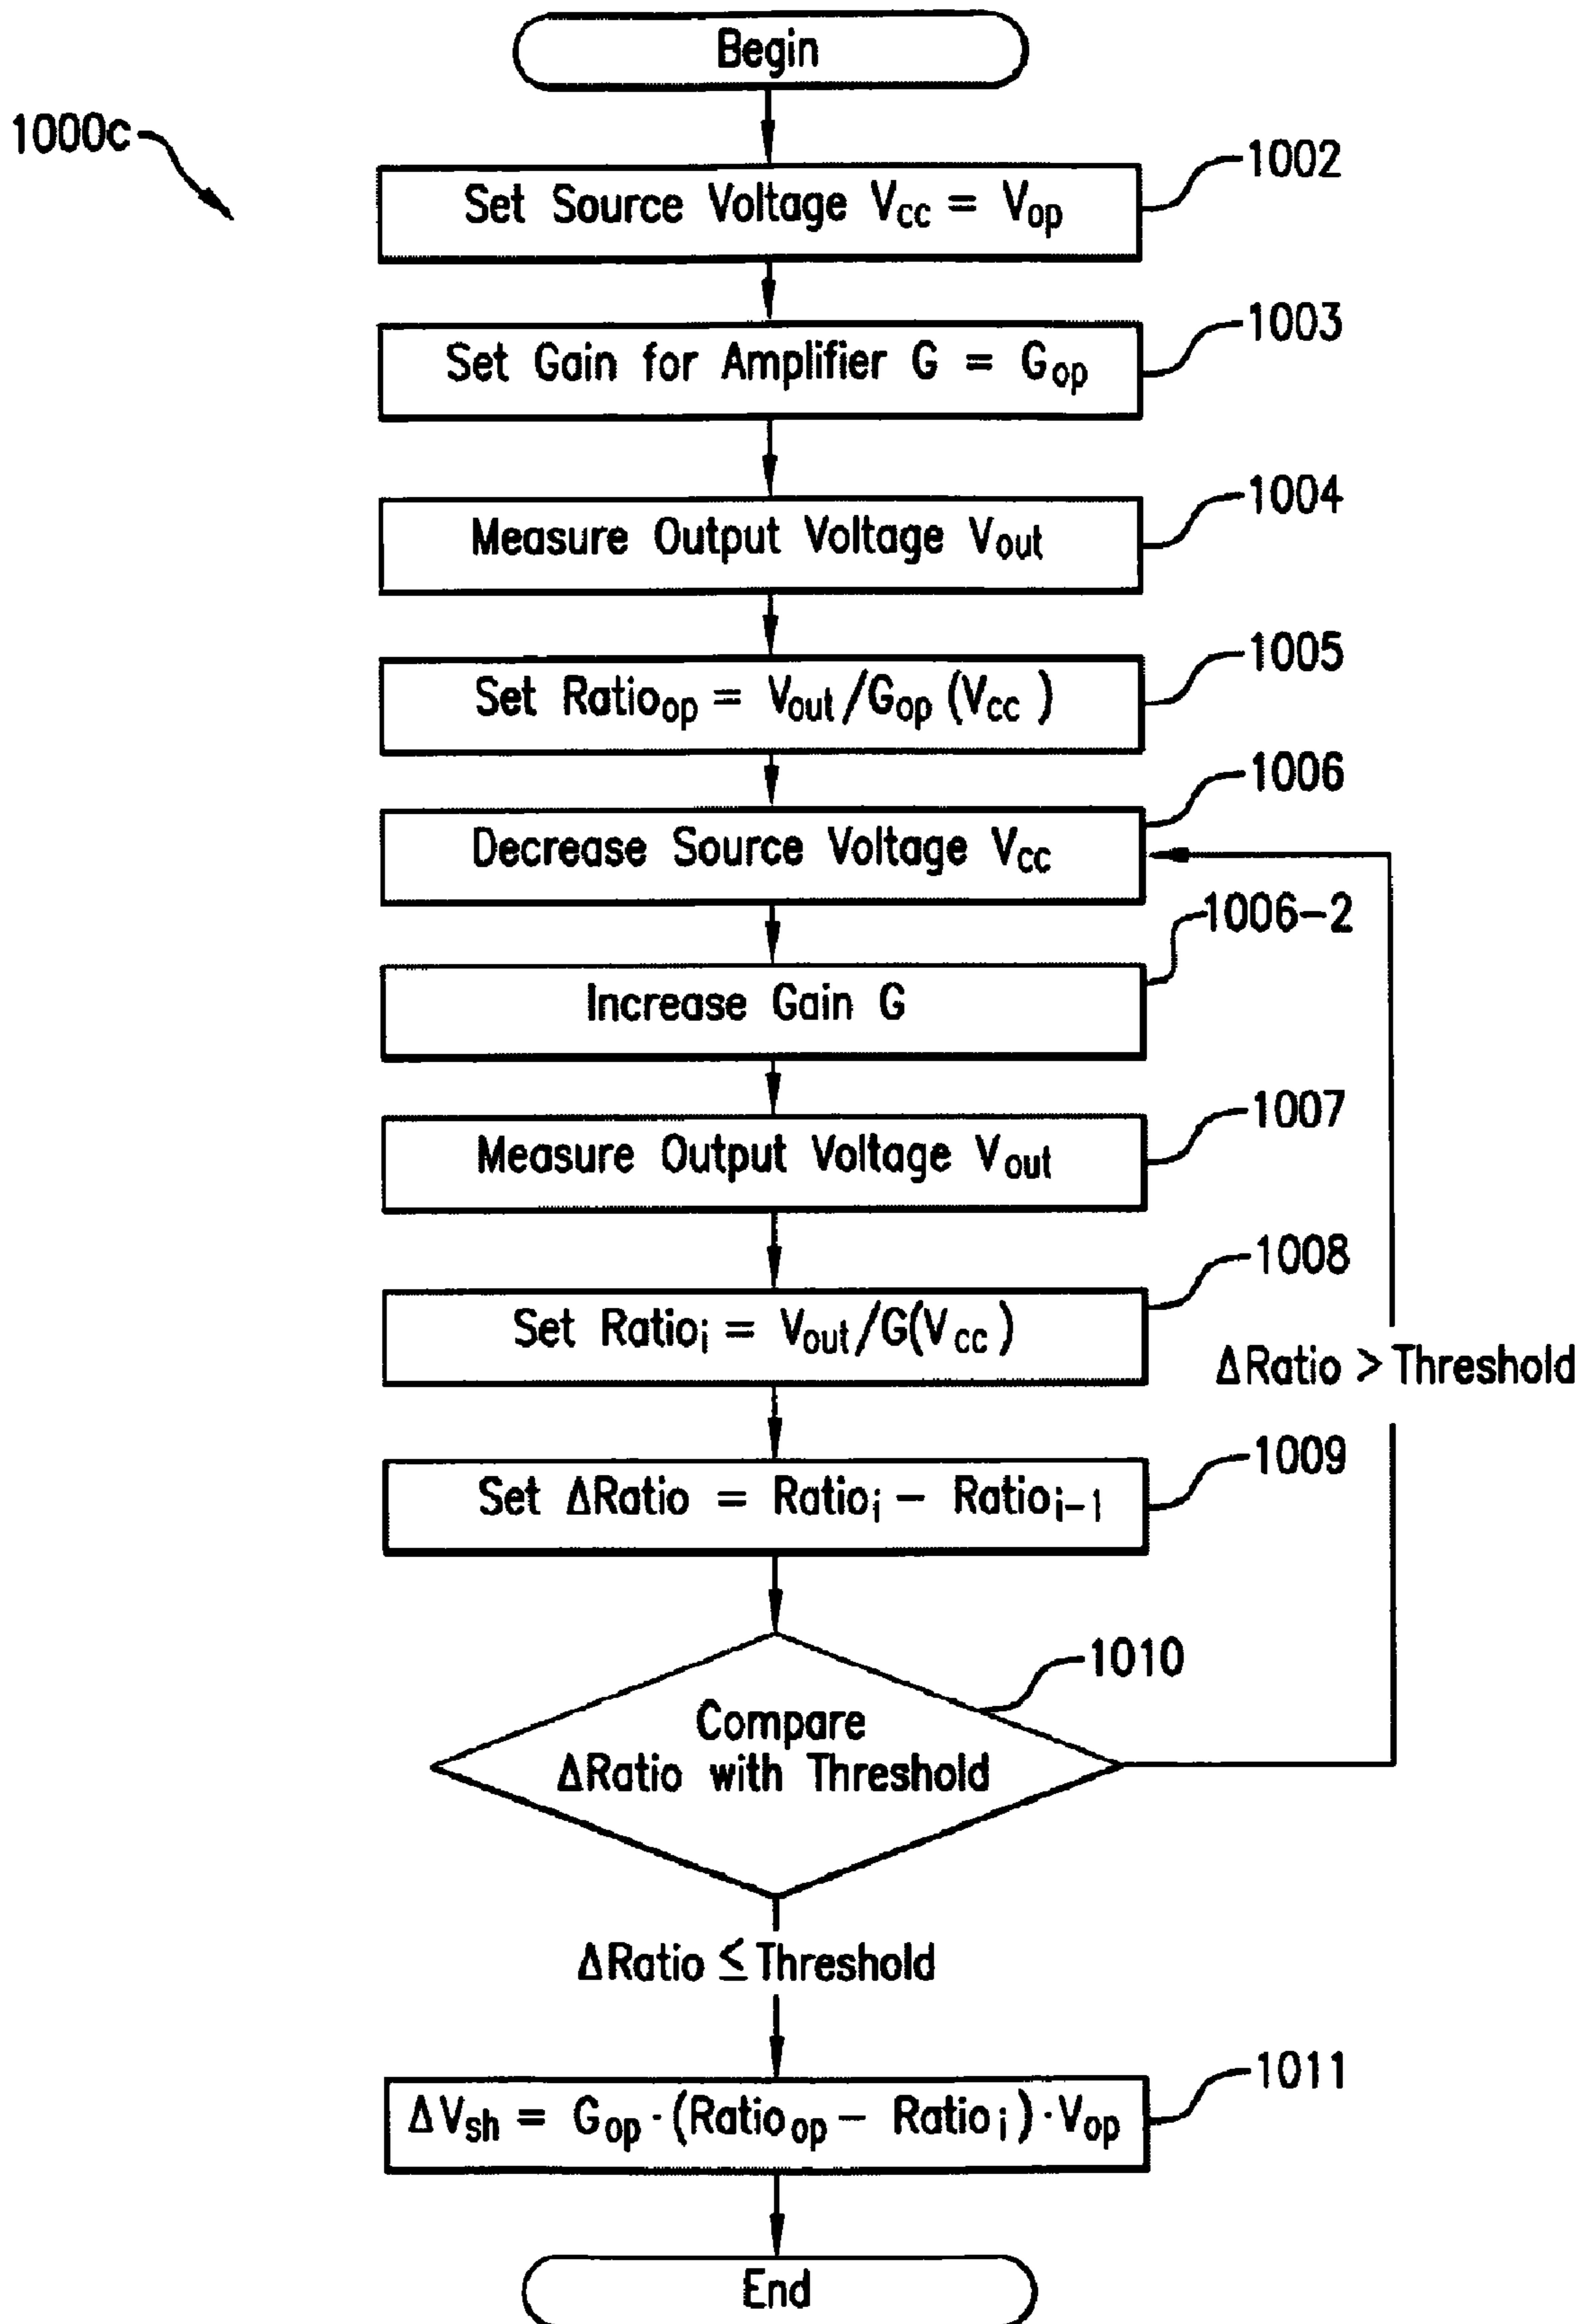 Begin
1000c
Set Source Voltage Vcc = Vop
1002
Set Gain for Amplifier G = Gop
1003
Measure Output Voltage Vout
1004
Set Ratioop = Vout/Gop (Vcc )
1005
Decrease Source Voltage Vcc
1006
Increase Gain G
1006-2
Measure Output Voltage Vout
1007
Set Ratioi = Vout/G(Vcc )
1008
ΔRatio > Threshold
Set ΔRatio = Ratioi - Ratioi-1
1009
Compare
ΔRatio with Threshold
1010
ΔRatio ≤ Threshold
ΔVsh = Gop · (Ratioop - Ratioi) · Vop
1011
End